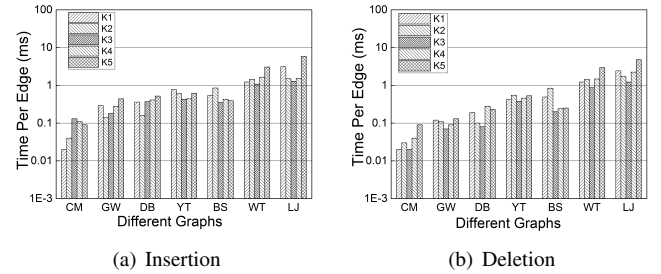 100
10
1
0.1
0.01
1E-3
Time Per Edge (ms)
K1
K2
K3
K4
K5
CM GW DB YT BS WT LJ
Different Graphs
(a) Insertion
100
10
1
0.1
0.01
1E-3
Time Per Edge (ms)
K1
K2
K3
K4
K5
CM GW DB YT BS WT LJ
Different Graphs
(b) Deletion